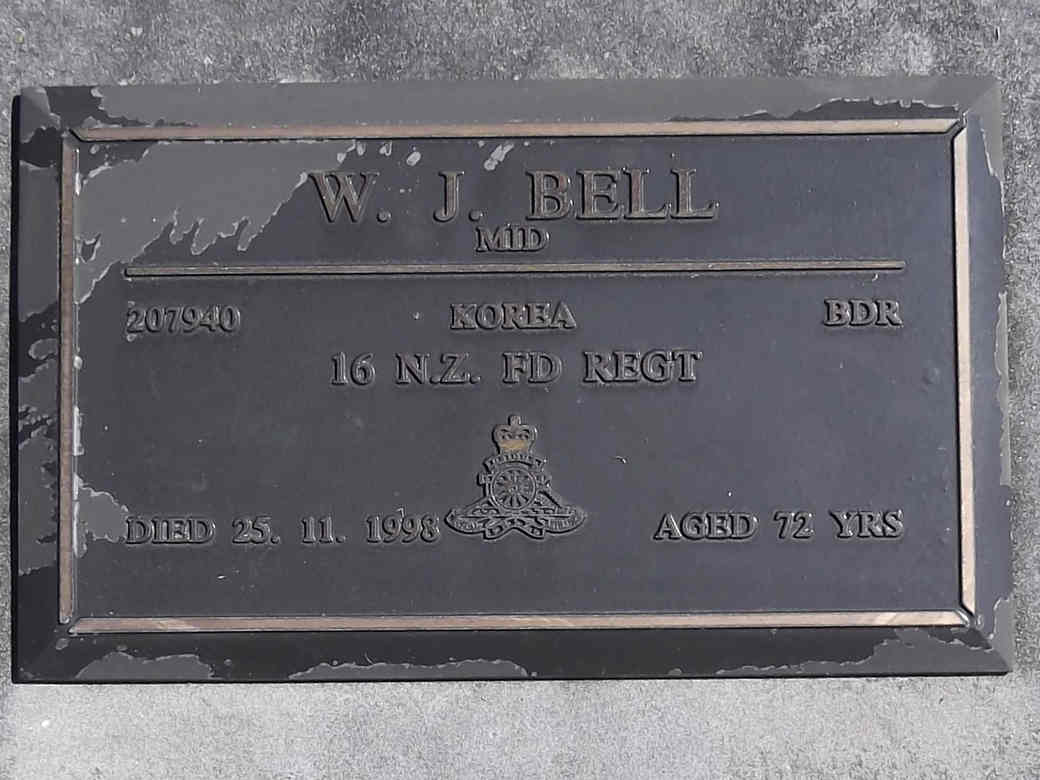 W. J. BELL
MID
207940 KOREA BDR
16 N.Z. FD REGT
DIED 25. 11. 1998 AGED 72 YRS